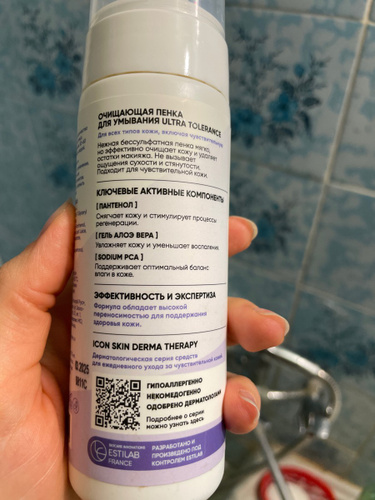 ОЧИЩАЮЩАЯ ПЕНКА
ДЛЯ УМЫВАНИЯ ULTRA TOLERANCE
Для всех типов кожи, включая чувствительную
Нежная бессульфатная пенка мягко,
но эффективно очищает кожу и удаляет
остатки макияжа. Не вызывает
ощущения сухости и стянутости.
Подходит для чувствительной кожи.
КЛЮЧЕВЫЕ АКТИВНЫЕ КОМПОНЕНТЫ
[ ПАНТЕНОЛ ]
Смягчает кожу и стимулирует процессы
регенерации.
[ ГЕЛЬ АЛОЭ ВЕРА ]
Увлажняет кожу и уменьшает воспаление.
[ SODIUM PCA ]
Поддерживает оптимальный баланс
влаги в коже.
ЭФФЕКТИВНОСТЬ И ЭКСПЕРТИЗА
Формула обладает высокой
переносимостью для поддержания
здоровья кожи.
ICON SKIN DERMA THERAPY
Дерматологическая серия средств
для ежедневного ухода за чувствительной кожей.
ГИПОАЛЛЕРГЕННО
НЕКОМЕДОГЕННО
ОДОБРЕНО ДЕРМАТОЛОГАМИ
Подробнее о серии
можно узнать здесь
ESTILAB
FRANCE
РАЗРАБОТАНО И
ПРОИЗВЕДЕНО ПОД
КОНТРОЛЕМ ESTILAB